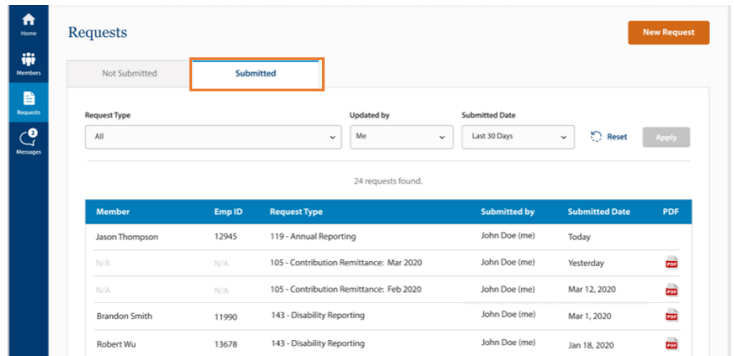 Home
Members
Requests
2
Messages
Requests
New Request
Not Submitted
Submitted
Request Type
Updated by
Submitted Date
All
Me
Last 30 Days
Reset
Apply
24 requests found.
Member Emp ID Request Type Submitted by Submitted Date PDF
Jason Thompson 12945 119 - Annual Reporting John Doe (me) Today
N/A N/A 105 - Contribution Remittance: Mar 2020 John Doe (me) Yesterday PDF
N/A N/A 105 - Contribution Remittance: Feb 2020 John Doe (me) Mar 12, 2020 PDF
Brandon Smith 11990 143 - Disability Reporting John Doe (me) Mar 1, 2020 PDF
Robert Wu 13678 143 - Disability Reporting John Doe (me) Jan 18, 2020 PDF